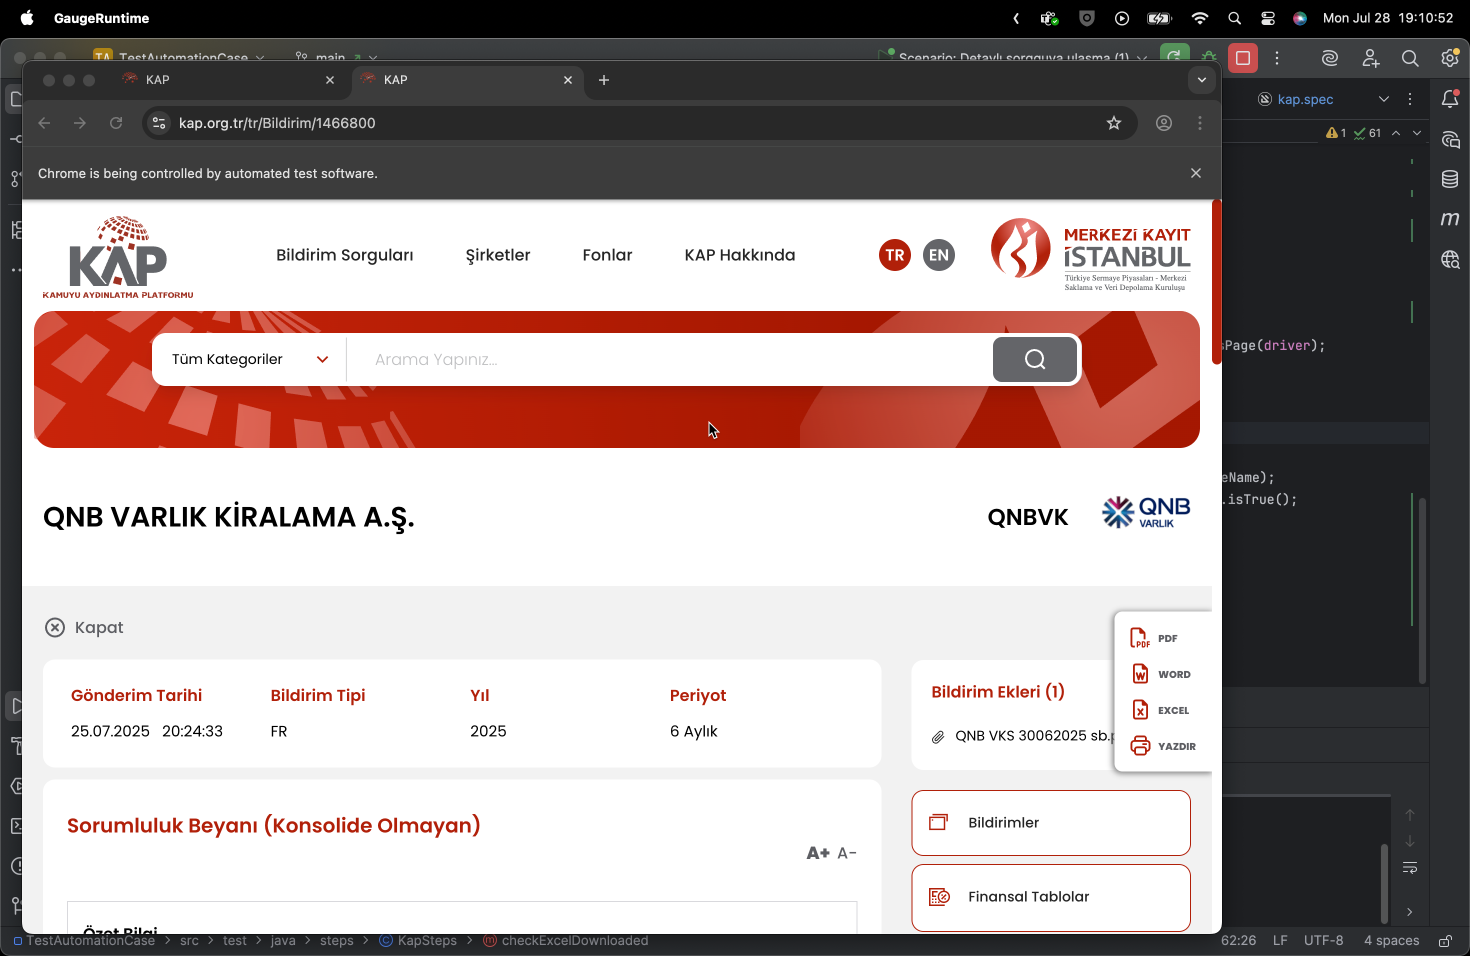 GaugeRuntime
Mon Jul 28 19:10:52
TestAutomationCase
main
Scenario: Detaylı sorguya ulasma (1)
KAP
KAP
kap.spec
kap.org.tr/tr/Bildirim/1466800
1
61
Chrome is being controlled by automated test software.
KAP
KAMUYU AYDINLATMA PLATFORMU
Bildirim Sorguları
Şirketler
Fonlar
KAP Hakkında
TR
EN
MERKEZİ KAYIT
İSTANBUL
Türkiye Sermaye Piyasaları - Merkezi
Saklama ve Veri Depolama Kuruluşu
Tüm Kategoriler
Arama Yapınız...
sPage(driver);
eName);
.isTrue();
QNB VARLIK KİRALAMA A.Ş.
QNBVK
QNB
VARLIK
Kapat
PDF
WORD
EXCEL
YAZDIR
Gönderim Tarihi
Bildirim Tipi
Yıl
Periyot
25.07.2025 20:24:33
FR
2025
6 Aylık
Bildirim Ekleri (1)
QNB VKS 30062025 sb.p
Sorumluluk Beyanı (Konsolide Olmayan)
A+ A-
Bildirimler
Finansal Tablolar
Özet Bilgi
TestAutomationCase > src > test > java > steps > KapSteps > checkExcelDownloaded
62:26 LF UTF-8 4 spaces